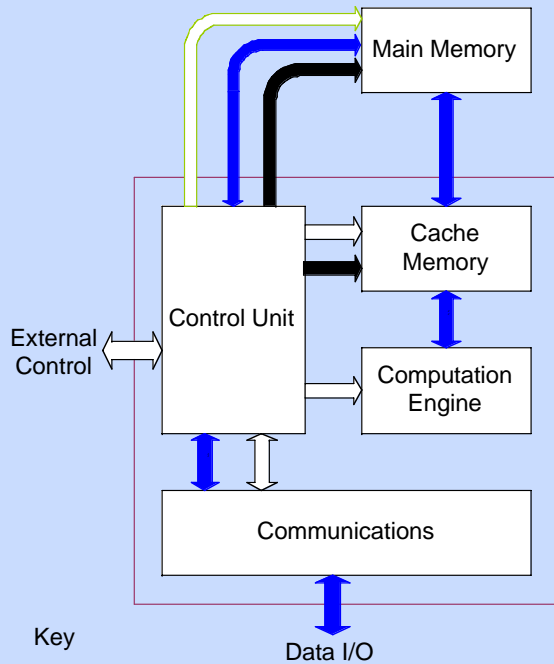 Main Memory
Cache
Memory
Control Unit
External
Control
Computation
Engine
Communications
Key
Data I/O